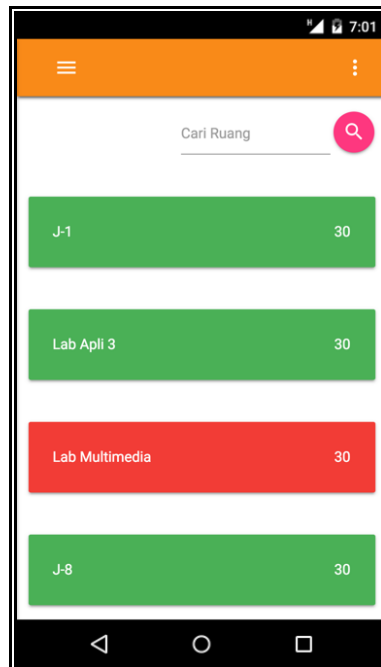 H 7:01
Cari Ruang
J-1 30
Lab Apli 3 30
Lab Multimedia 30
J-8 30